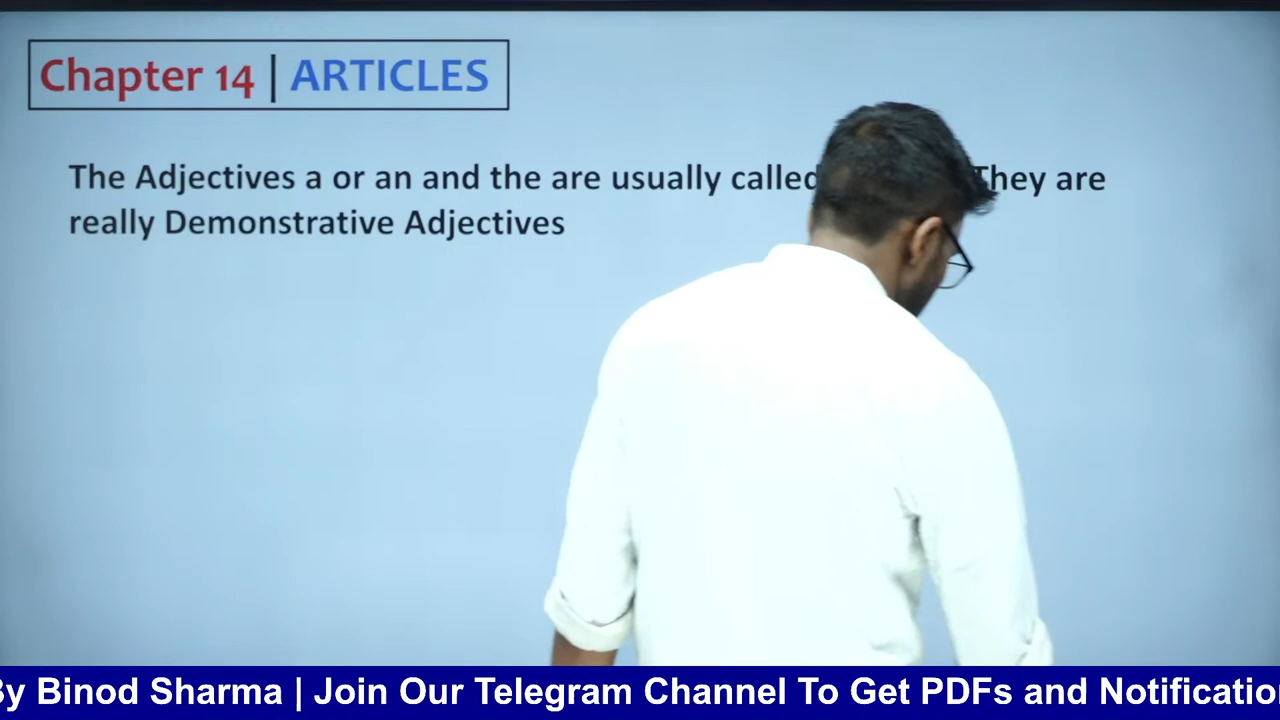 Chapter 14 | ARTICLES
The Adjectives a or an and the are usually called They are
really Demonstrative Adjectives
By Binod Sharma | Join Our Telegram Channel To Get PDFs and Notification